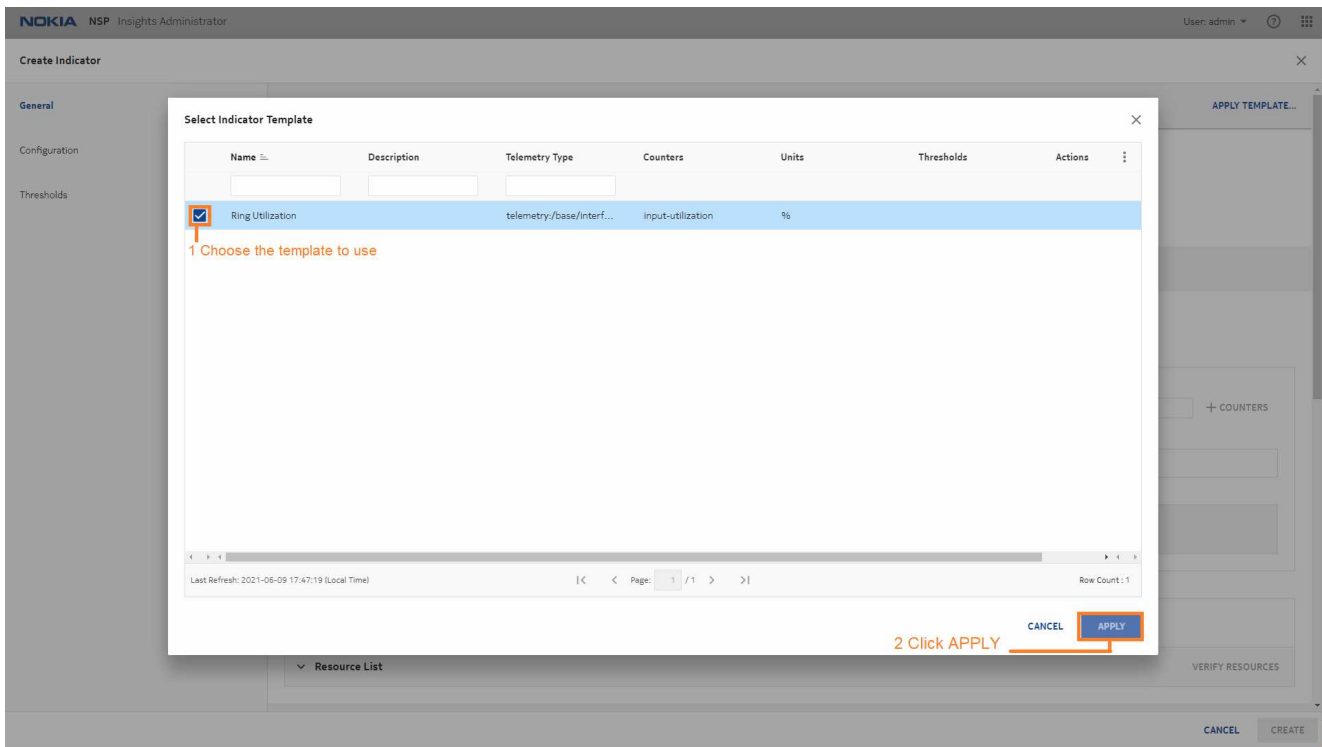 NOKIA NSP Insights Administrator User: admin
Create Indicator
General APPLY TEMPLATE...
Select Indicator Template
Configuration
Name Description Telemetry Type Counters Units Thresholds Actions
Thresholds
Ring Utilization telemetry:/base/interf... input-utilization %
1 Choose the template to use
+ COUNTERS
Last Refresh: 2021-06-09 17:47:19 (Local Time) Page: 1 / 1 Row Count : 1
CANCEL APPLY
2 Click APPLY
Resource List VERIFY RESOURCES
CANCEL CREATE